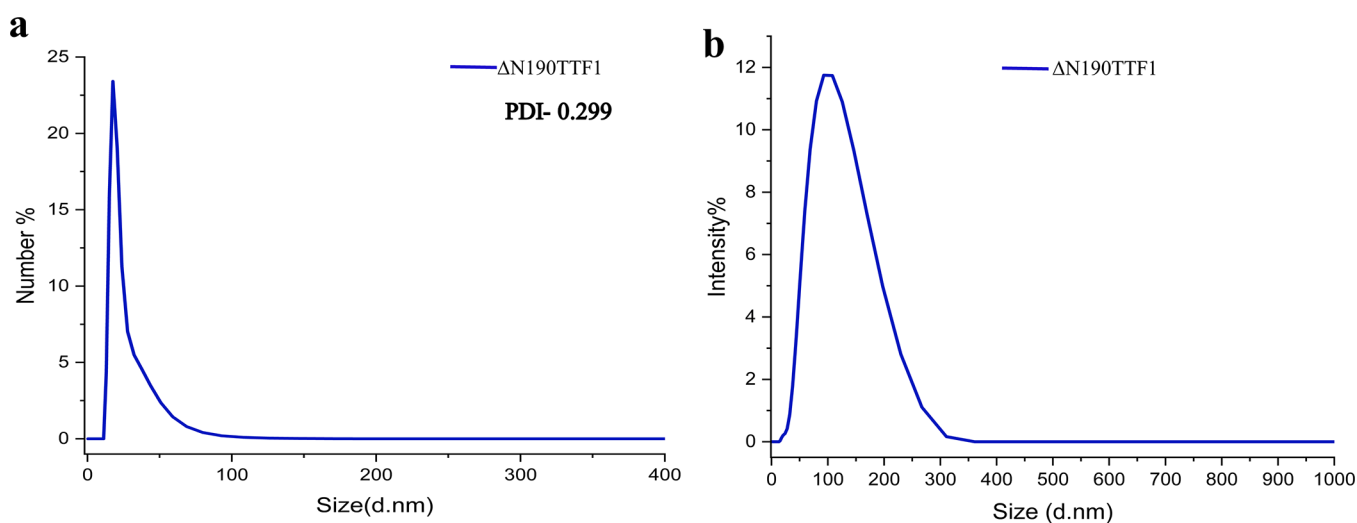 a
ΔN190TTF1
PDI- 0.299
Number %
25
20
15
10
5
0
0 100 200 300 400
Size(d.nm)
b
ΔN190TTF1
Intensity%
12
10
8
6
4
2
0
0 100 200 300 400 500 600 700 800 900 1000
Size (d.nm)